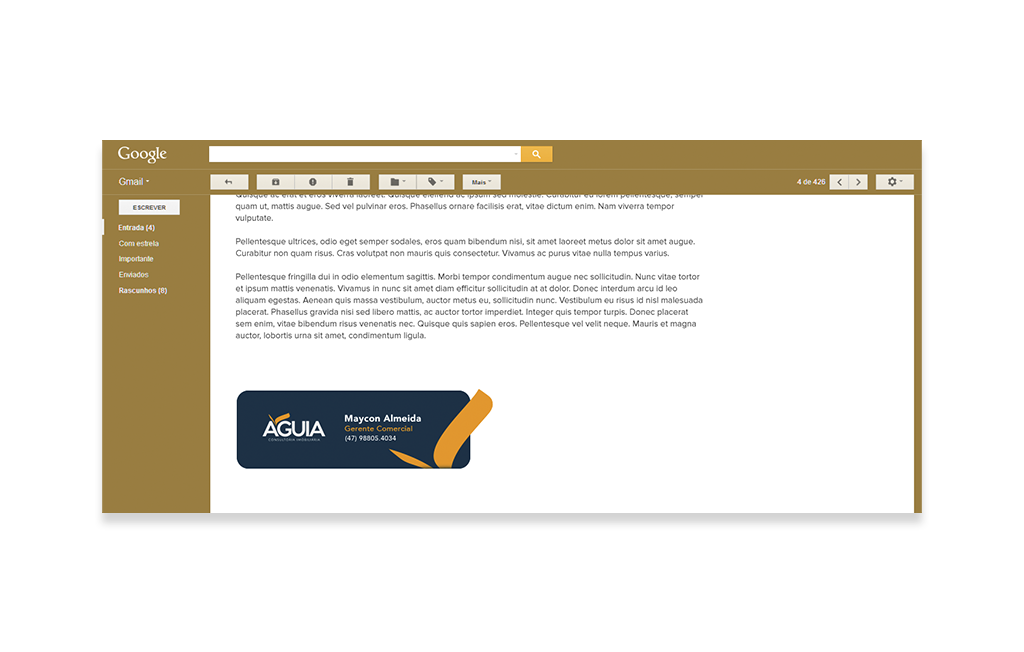 Google
Gmail
4 de 426
Mais
ESCREVER
Entrada (4)
Com estrela
Importante
Enviados
Rascunhos (8)
quam ut, mattis augue. Sed vel pulvinar eros. Phasellus ornare facilisis erat, vitae dictum enim. Nam viverra tempor
vulputate.
Pellentesque ultrices, odio eget semper sodales, eros quam bibendum nisi, sit amet laoreet metus dolor sit amet augue.
Curabitur non quam risus. Cras volutpat non mauris quis consectetur. Vivamus ac purus vitae nulla tempus varius.
Pellentesque fringilla dui in odio elementum sagittis. Morbi tempor condimentum augue nec sollicitudin. Nunc vitae tortor
et ipsum mattis venenatis. Vivamus in nunc sit amet diam efficitur sollicitudin at at dolor. Donec interdum arcu id leo
aliquam egestas. Aenean quis massa vestibulum, auctor metus eu, sollicitudin nunc. Vestibulum eu risus id nisl malesuada
placerat. Phasellus gravida nisi sed libero mattis, ac auctor tortor imperdiet. Integer quis tempor turpis. Donec placerat
sem enim, vitae bibendum risus venenatis nec. Quisque quis sapien eros. Pellentesque vel velit neque. Mauris et magna
auctor, lobortis urna sit amet, condimentum ligula.
ÁGUIA
CONSULTORIA IMOBILIÁRIA
Maycon Almeida
Gerente Comercial
(47) 98805.4034